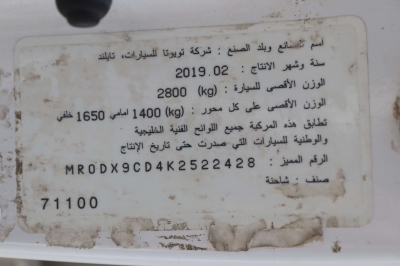 اسم الصانع وبلد الصنع : شركة تويوتا للسيارات، تايلند
سنة وشهر الانتاج : 2019.02
الوزن الأقصى للسيارة : 2800 (kg)
الوزن الأقصى على كل محور : (kg) 1400 امامي 1650 خلفي
تطابق هذه المركبة جميع اللوائح الفنية الخليجية
والوطنية للسيارات التي صدرت حتى تاريخ الإنتاج
الرقم المميز : MR0DX9CD4K2522428
صنف : شاحنة
71100